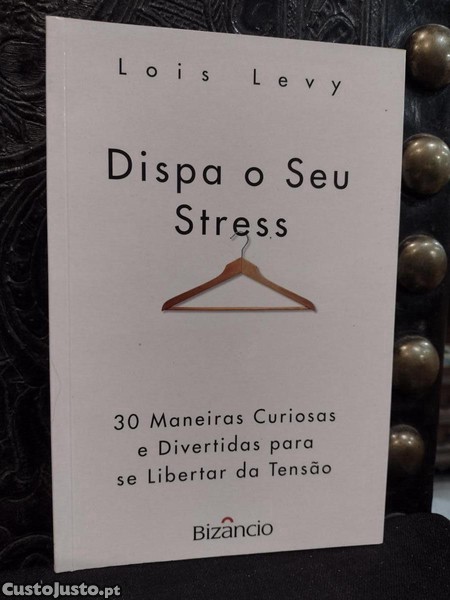 Lois Levy
Dispa o Seu
Stress
30 Maneiras Curiosas
e Divertidas para
se Libertar da Tensão
Bizâncio
CustoJusto.pt